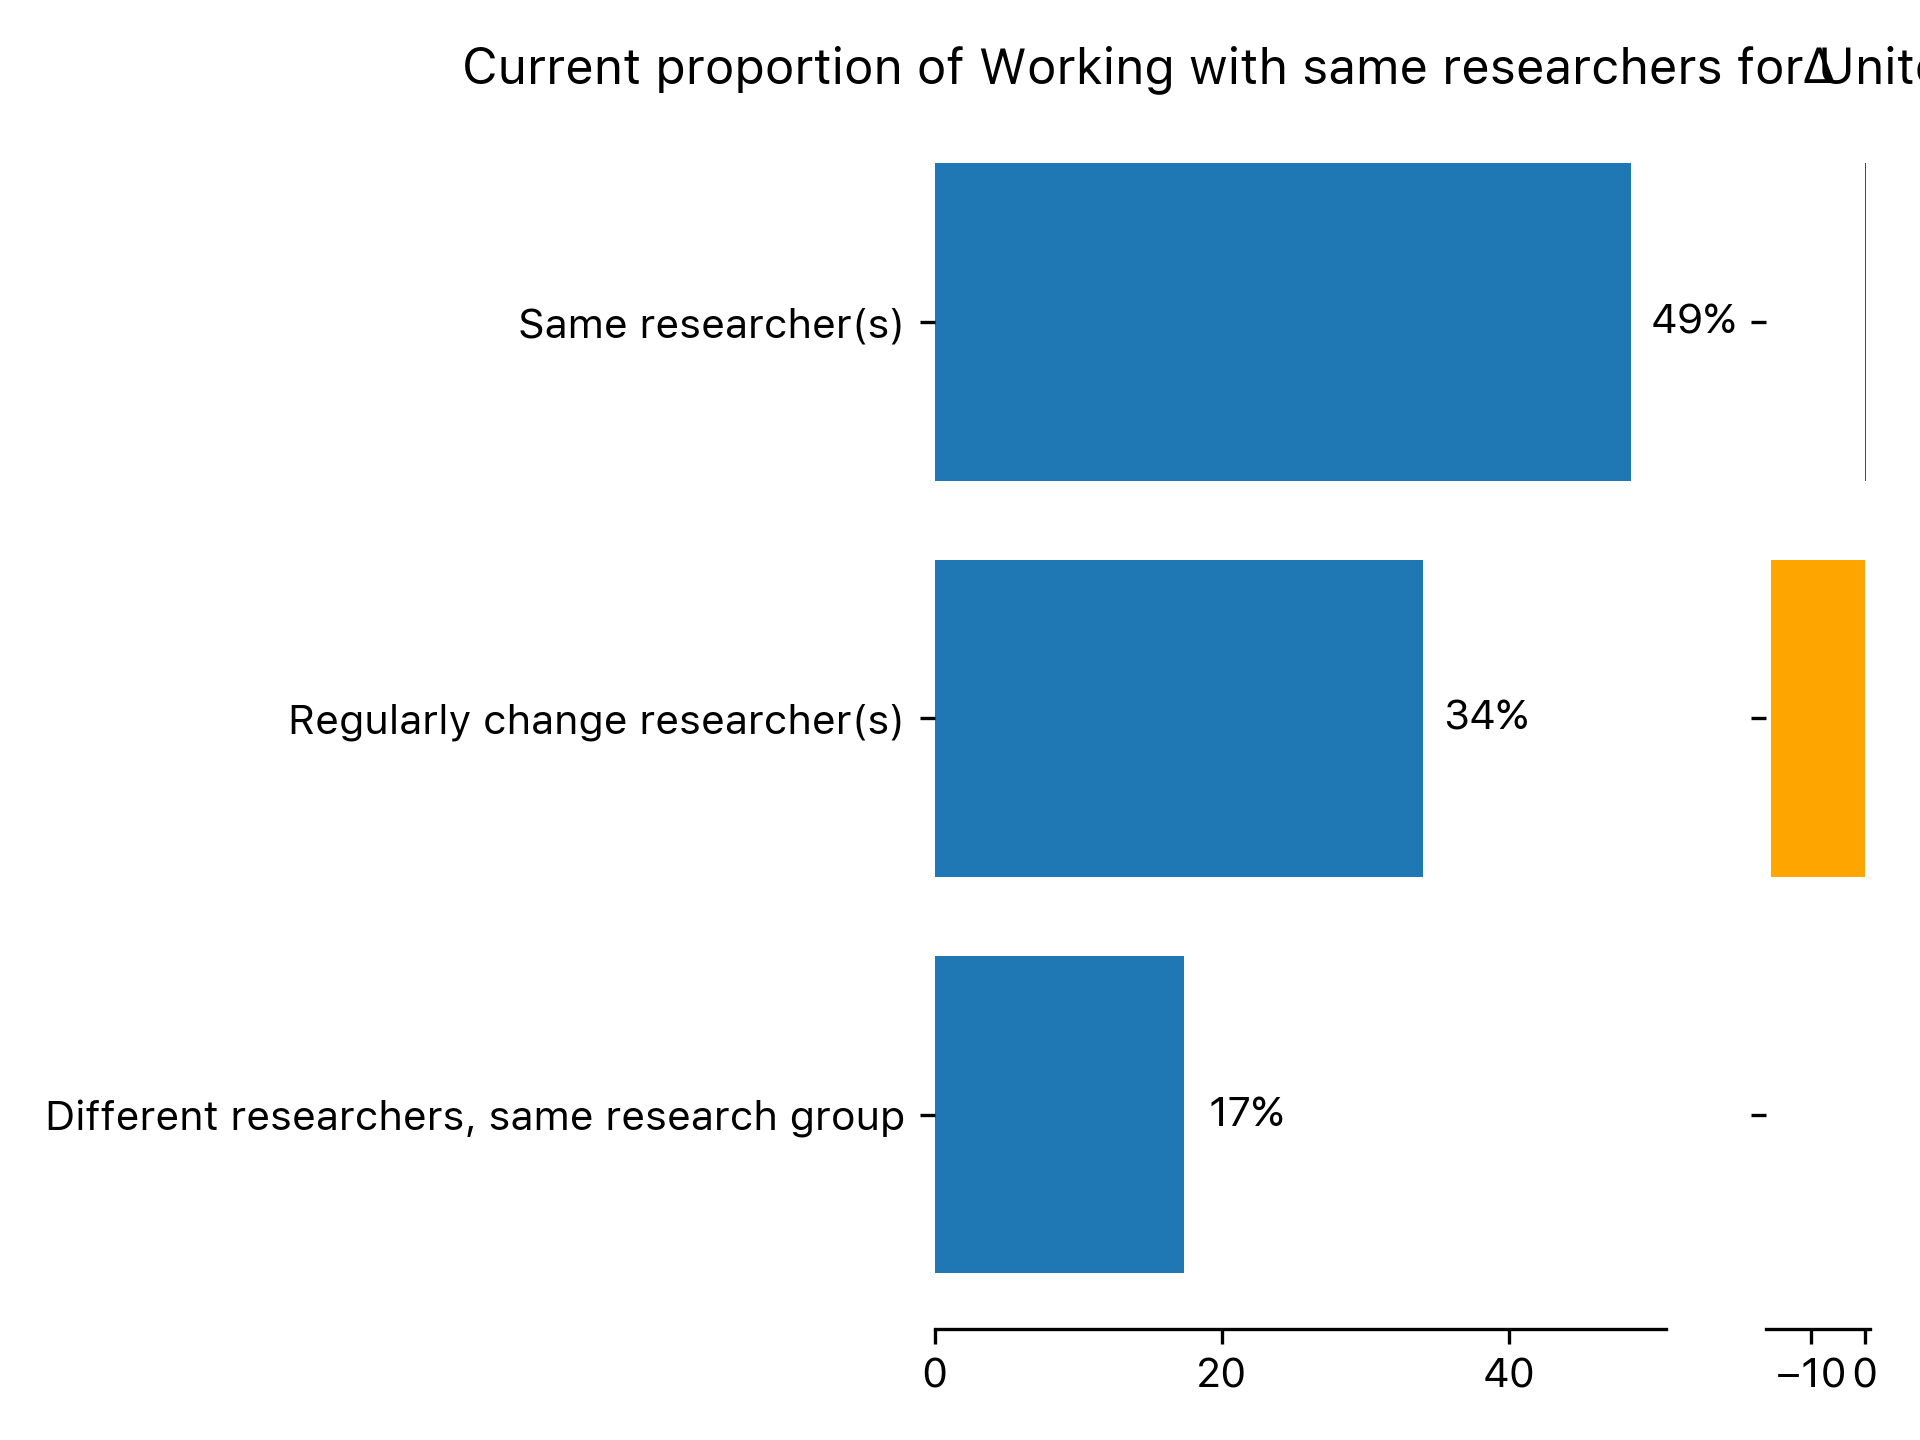 Current proportion of Working with same researchers for
Δ
Same researcher(s)
49%
Regularly change researcher(s)
34%
Different researchers, same research group
17%
0 20 40 −10 0